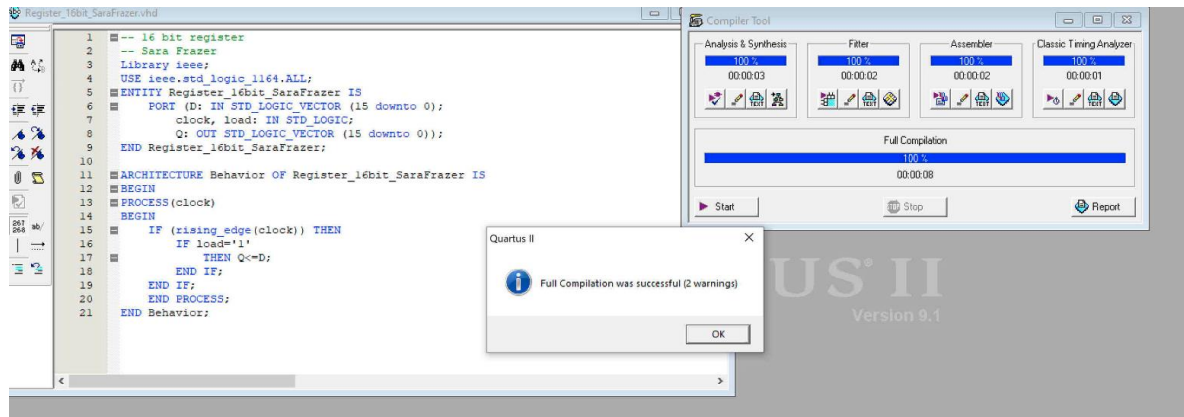 Register_16bit_SaraFrazer.vhd
1 -- 16 bit register
2 -- Sara Frazer
3 Library ieee;
4 USE ieee.std_logic_1164.ALL;
5 ENTITY Register_16bit_SaraFrazer IS
6 PORT (D: IN STD_LOGIC_VECTOR (15 downto 0);
7 clock, load: IN STD_LOGIC;
8 Q: OUT STD_LOGIC_VECTOR (15 downto 0));
9 END Register_16bit_SaraFrazer;
10
11 ARCHITECTURE Behavior OF Register_16bit_SaraFrazer IS
12 BEGIN
13 PROCESS(clock)
14 BEGIN
15 IF (rising_edge(clock)) THEN
16 IF load='1'
17 THEN Q<=D;
18 END IF;
19 END IF;
20 END PROCESS;
21 END Behavior;
267
268 ab/
Compiler Tool
Analysis & Synthesis Fitter Assembler Classic Timing Analyzer
100 % 100 % 100 % 100 %
00:00:03 00:00:02 00:00:02 00:00:01
Full Compilation
100 %
00:00:08
Start Stop Report
Quartus II
Full Compilation was successful (2 warnings)
OK
US II
Version 9.1